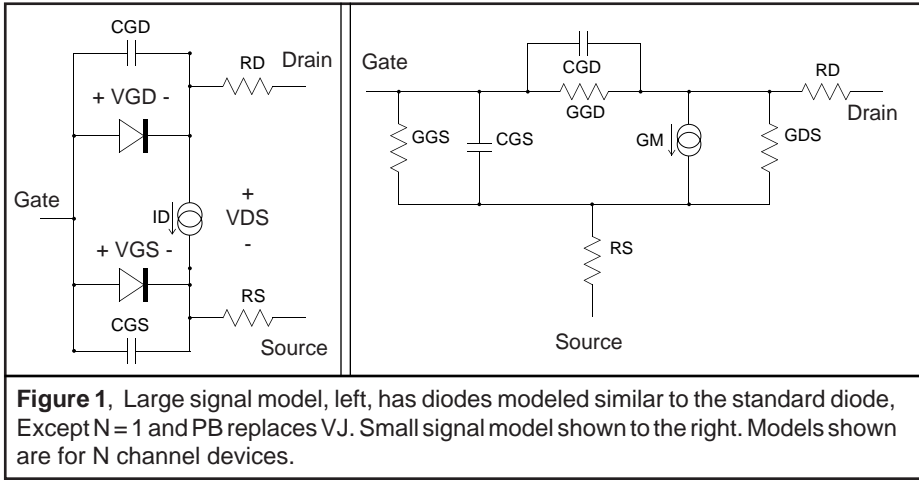 CGD
RD
Drain
+ VGD -
Gate
ID
+
VDS
-
+ VGS -
RS
CGS
Source
Gate
CGD
GGD
RD
Drain
GGS
CGS
GM
GDS
RS
Source
Figure 1, Large signal model, left, has diodes modeled similar to the standard diode,
Except N = 1 and PB replaces VJ. Small signal model shown to the right. Models shown
are for N channel devices.